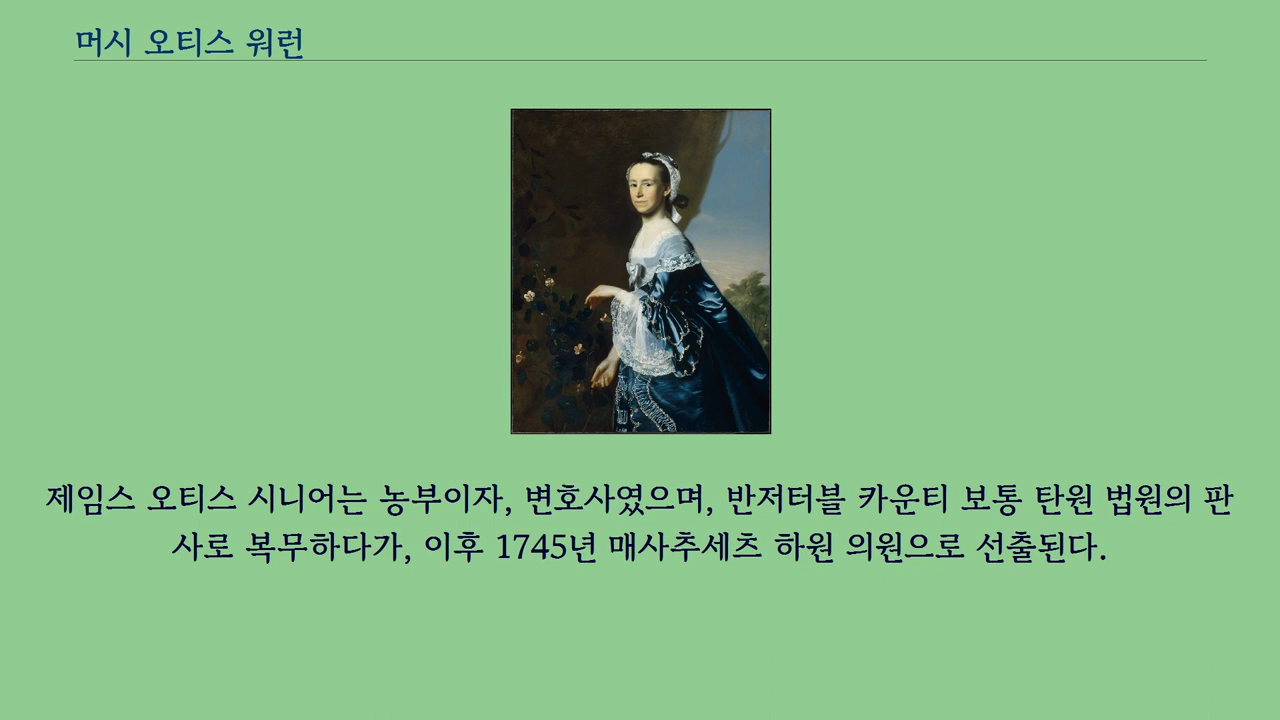 머시 오티스 워런
제임스 오티스 시니어는 농부이자, 변호사였으며, 반저터블 카운티 보통 탄원 법원의 판
사로 복무하다가, 이후 1745년 매사추세츠 하원 의원으로 선출된다.